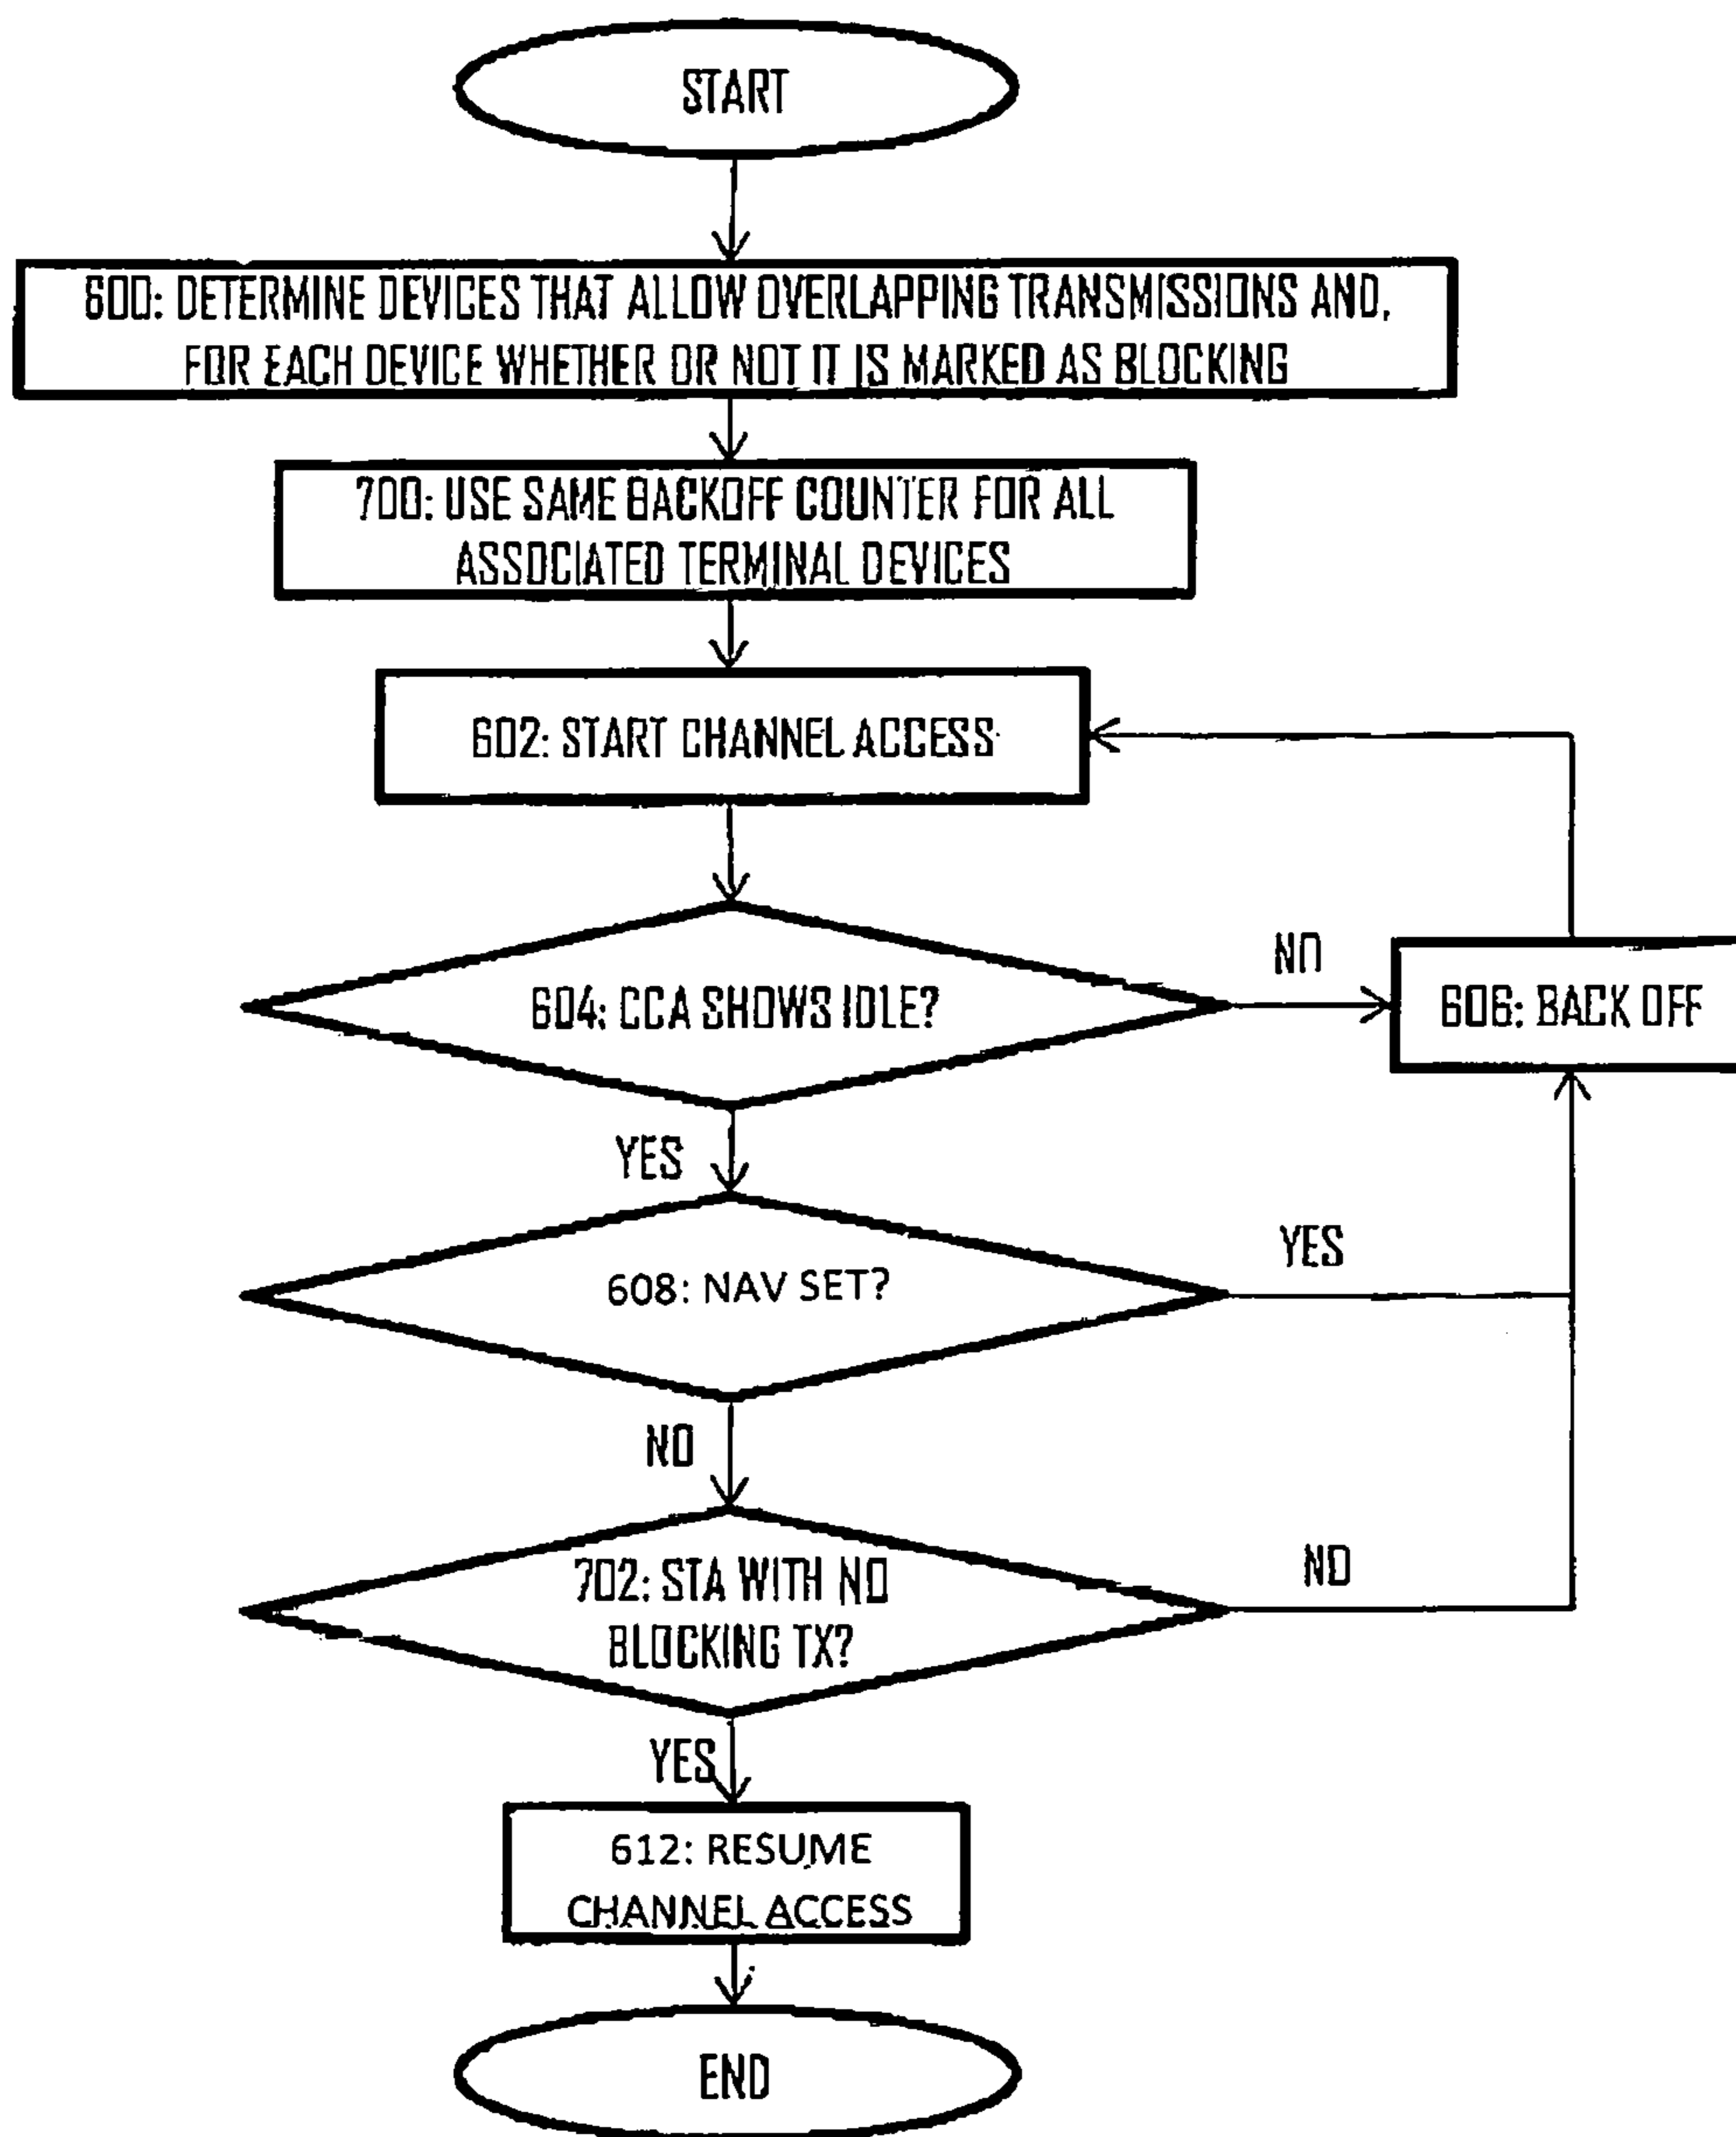 START
600: DETERMINE DEVICES THAT ALLOW OVERLAPPING TRANSMISSIONS AND,
FOR EACH DEVICE WHETHER OR NOT IT IS MARKED AS BLOCKING
700: USE SAME BACKOFF COUNTER FOR ALL
ASSOCIATED TERMINAL DEVICES
602: START CHANNEL ACCESS
604: CCA SHOWS IDLE?
NO
606: BACK OFF
YES
608: NAV SET?
YES
NO
702: STA WITH NO
BLOCKING TX?
NO
YES
612: RESUME
CHANNEL ACCESS
END